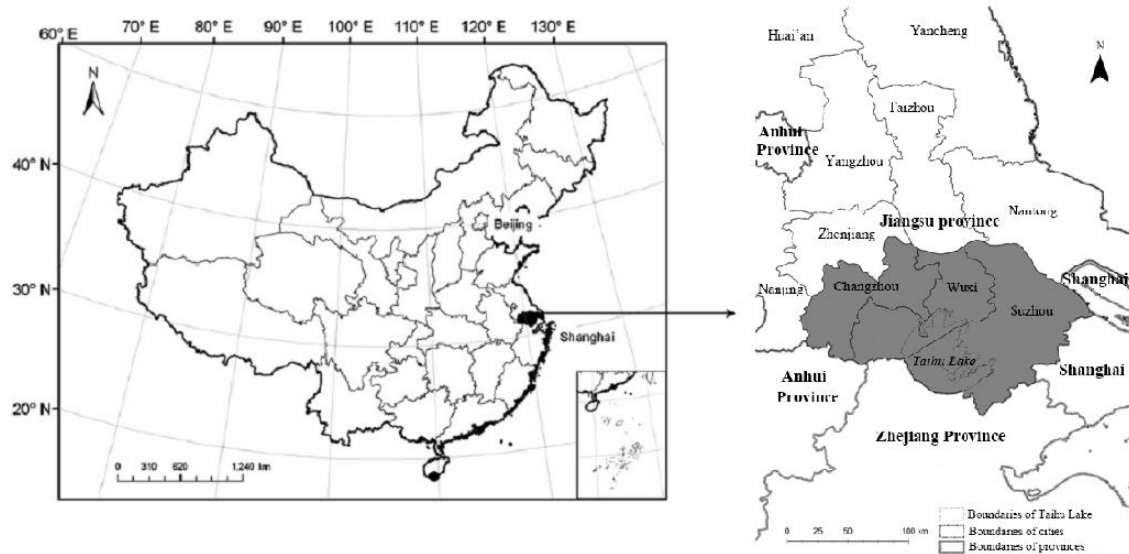 60° E
70° E
80° E
90° E
100° E
110° E
120° E
130° E
N
40° N
30° N
20° N
Beijing
Shanghai
0 310 620 1,240 km
Huai'an
Yancheng
N
Taizhou
Anhui
Province
Yangzhou
Nantong
Jiangsu province
Zhenjiang
Nanjing
Changzhou
Wuxi
Suzhou
Shanghai
Taihu Lake
Anhui
Province
Shanghai
Zhejiang Province
0 25 50 100 km
Boundaries of Taihu Lake
Boundaries of cities
Boundaries of provinces